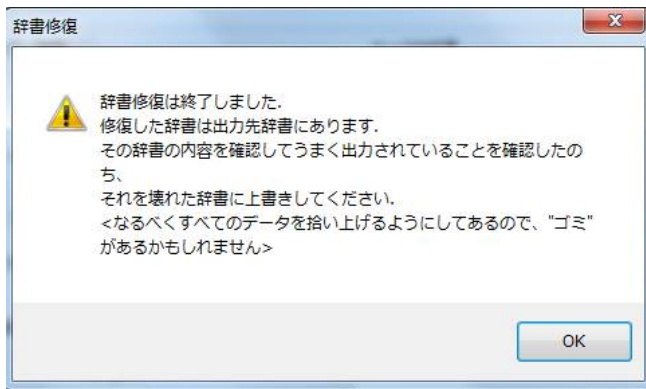 辞書修復
辞書修復は終了しました.
修復した辞書は出力先辞書にあります.
その辞書の内容を確認してうまく出力されていることを確認したの
ち、
それを壊れた辞書に上書きしてください.
<なるべくすべてのデータを拾い上げるようにしてあるので、"ゴミ"
があるかもしれません>
OK